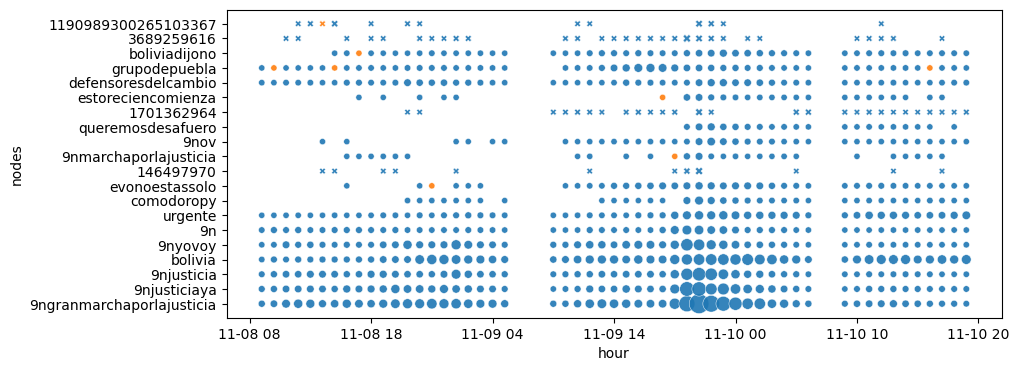 1190989300265103367
3689259616
boliviadijono
grupodepuebla
defensoresdelcambio
estoreciencomienza
1701362964
queremosdesafuero
9nov
9nmarchaporlajusticia
146497970
evonoestassolo
comodoropy
urgente
9n
9nyovoy
bolivia
9njusticia
9njusticiaya
9ngranmarchaporlajusticia
nodes
11-08 08 11-08 18 11-09 04 11-09 14 11-10 00 11-10 10 11-10 20
hour